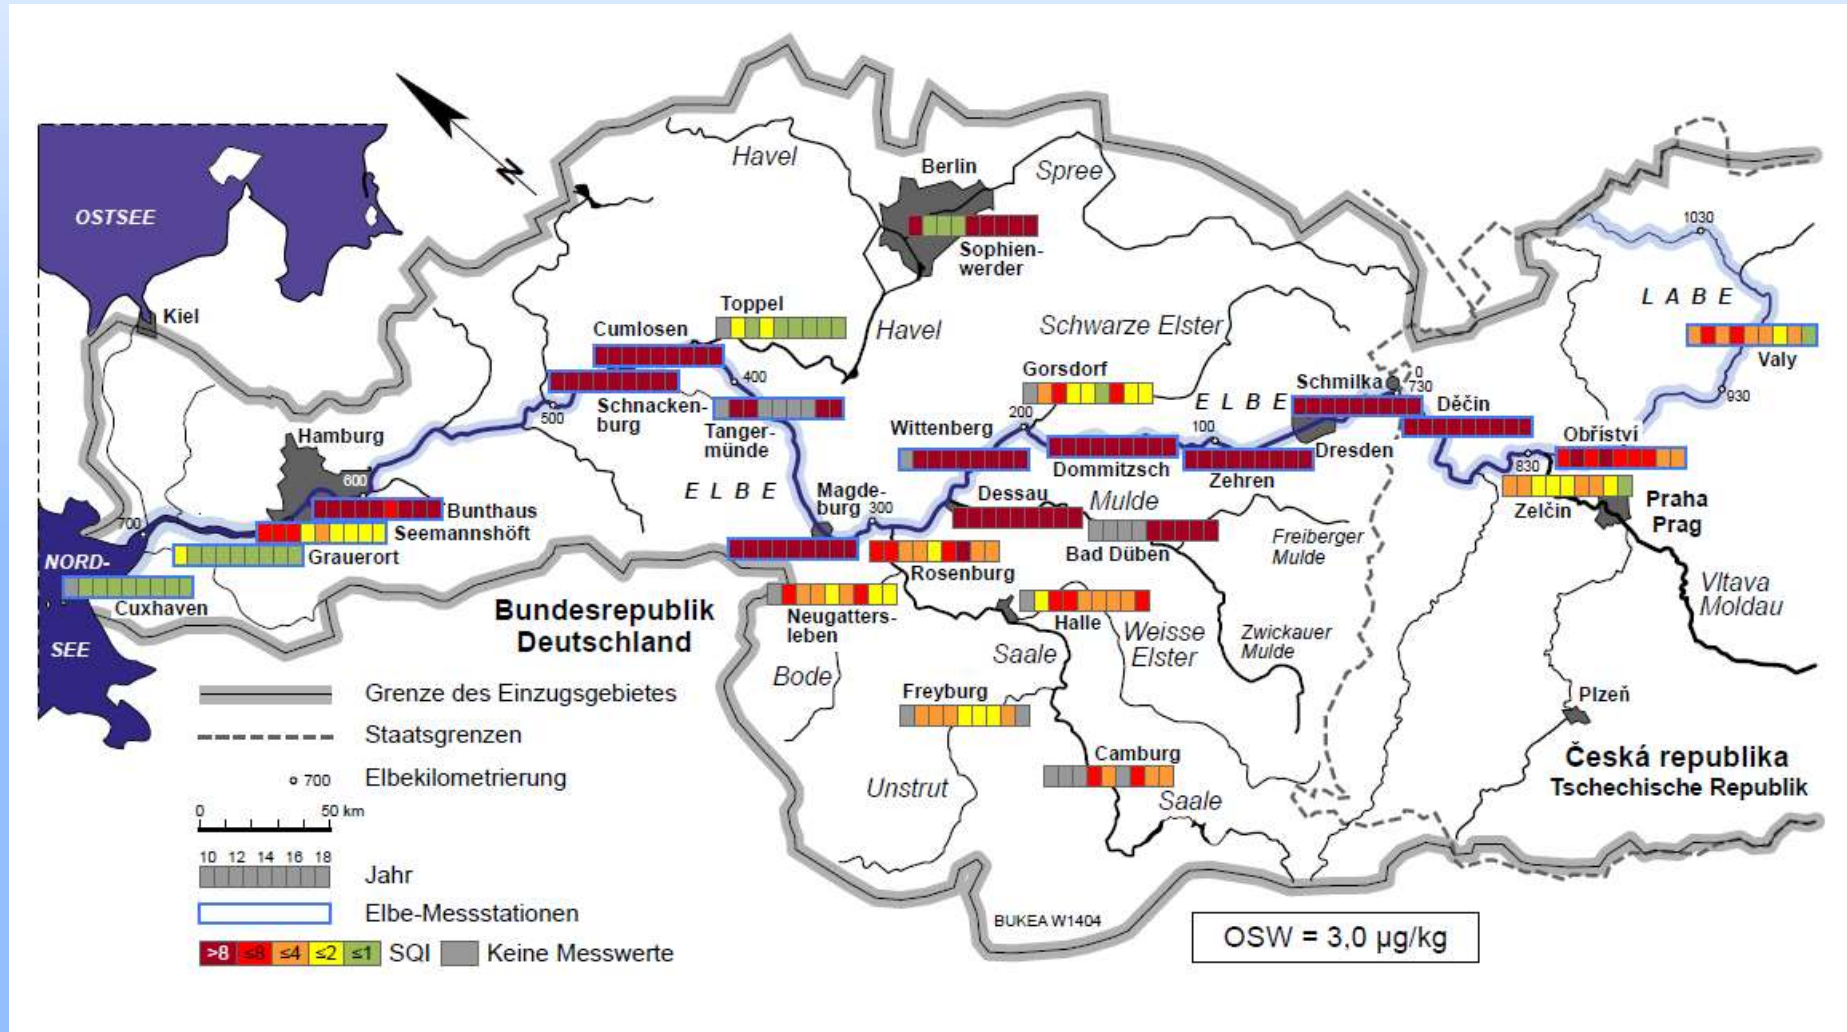 Havel
Berlin
Spree
OSTSEE
Sophien-
werder
1030
LABE
Kiel
Toppel
Cumlosen
Havel
Schwarze Elster
Valy
400
Gorsdorf
Schmilka
0
730
930
Schnacken-
burg
500
Tanger-
münde
Wittenberg
200
ELBE
100
Děčín
Hamburg
Dommitzsch
Zehren
Dresden
Obříství
830
600
ELBE
Magde-
burg
300
Dessau
Mulde
Zelčín
Praha
Prag
Bunthaus
700
Seemannshöft
Grauerort
Bad Düben
Freiberger
Mulde
NORD-
Rosenburg
Cuxhaven
Bundesrepublik
Deutschland
Neugatters-
leben
Halle
Weisse
Elster
Zwickauer
Mulde
Vltava
Moldau
SEE
Saale
Bode
Grenze des Einzugsgebietes
Freyburg
Plzeň
Staatsgrenzen
Camburg
Česká republika
Tschechische Republik
700
Elbekilometrierung
Unstrut
Saale
0 50 km
10 12 14 16 18
Jahr
Elbe-Messstationen
BUKEA W1404
OSW = 3,0 µg/kg
>8 ≤8 ≤4 ≤2 ≤1 SQI Keine Messwerte
N